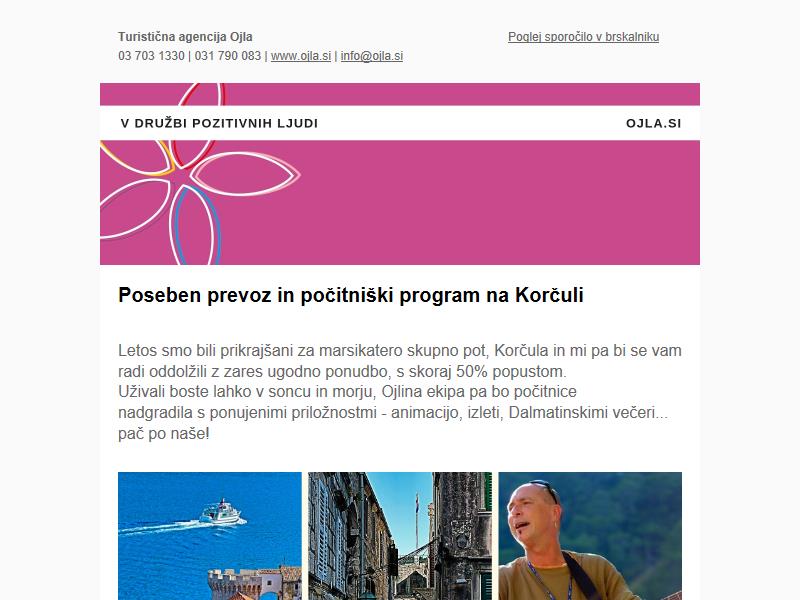 Turistična agencija Ojla
Poglej sporočilo v brskalniku
03 703 1330 | 031 790 083 | www.ojla.si | info@ojla.si
V DRUŽBI POZITIVNIH LJUDI
OJLA.SI
Poseben prevoz in počitniški program na Korčuli
Letos smo bili prikrajšani za marsikatero skupno pot, Korčula in mi pa bi se vam
radi oddolžili z zares ugodno ponudbo, s skoraj 50% popustom.
Uživali boste lahko v soncu in morju, Ojlina ekipa pa bo počitnice
nadgradila s ponujenimi priložnostmi - animacijo, izleti, Dalmatinskimi večeri...
pač po naše!